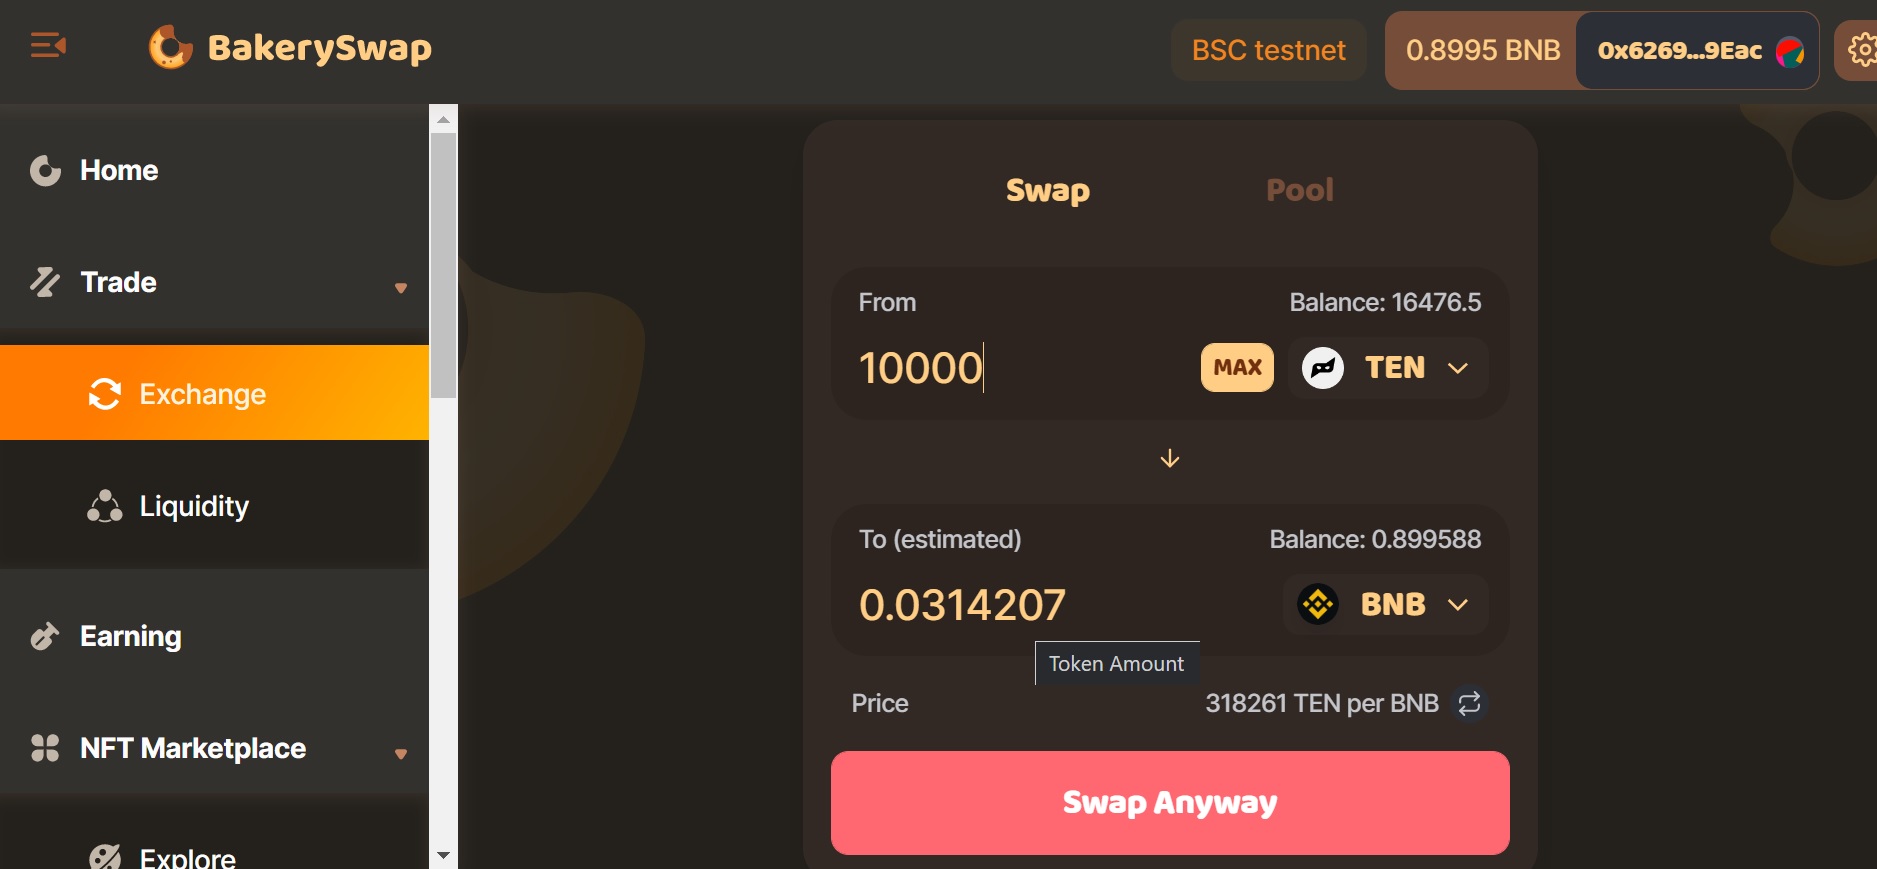 BakerySwap
BSC testnet
0.8995 BNB
0x6269...9Eac
Home
Trade
Exchange
Liquidity
Earning
NFT Marketplace
Explore
Swap
Pool
From
Balance: 16476.5
10000
MAX
TEN
To (estimated)
Balance: 0.899588
0.0314207
BNB
Token Amount
Price
318261 TEN per BNB
Swap Anyway